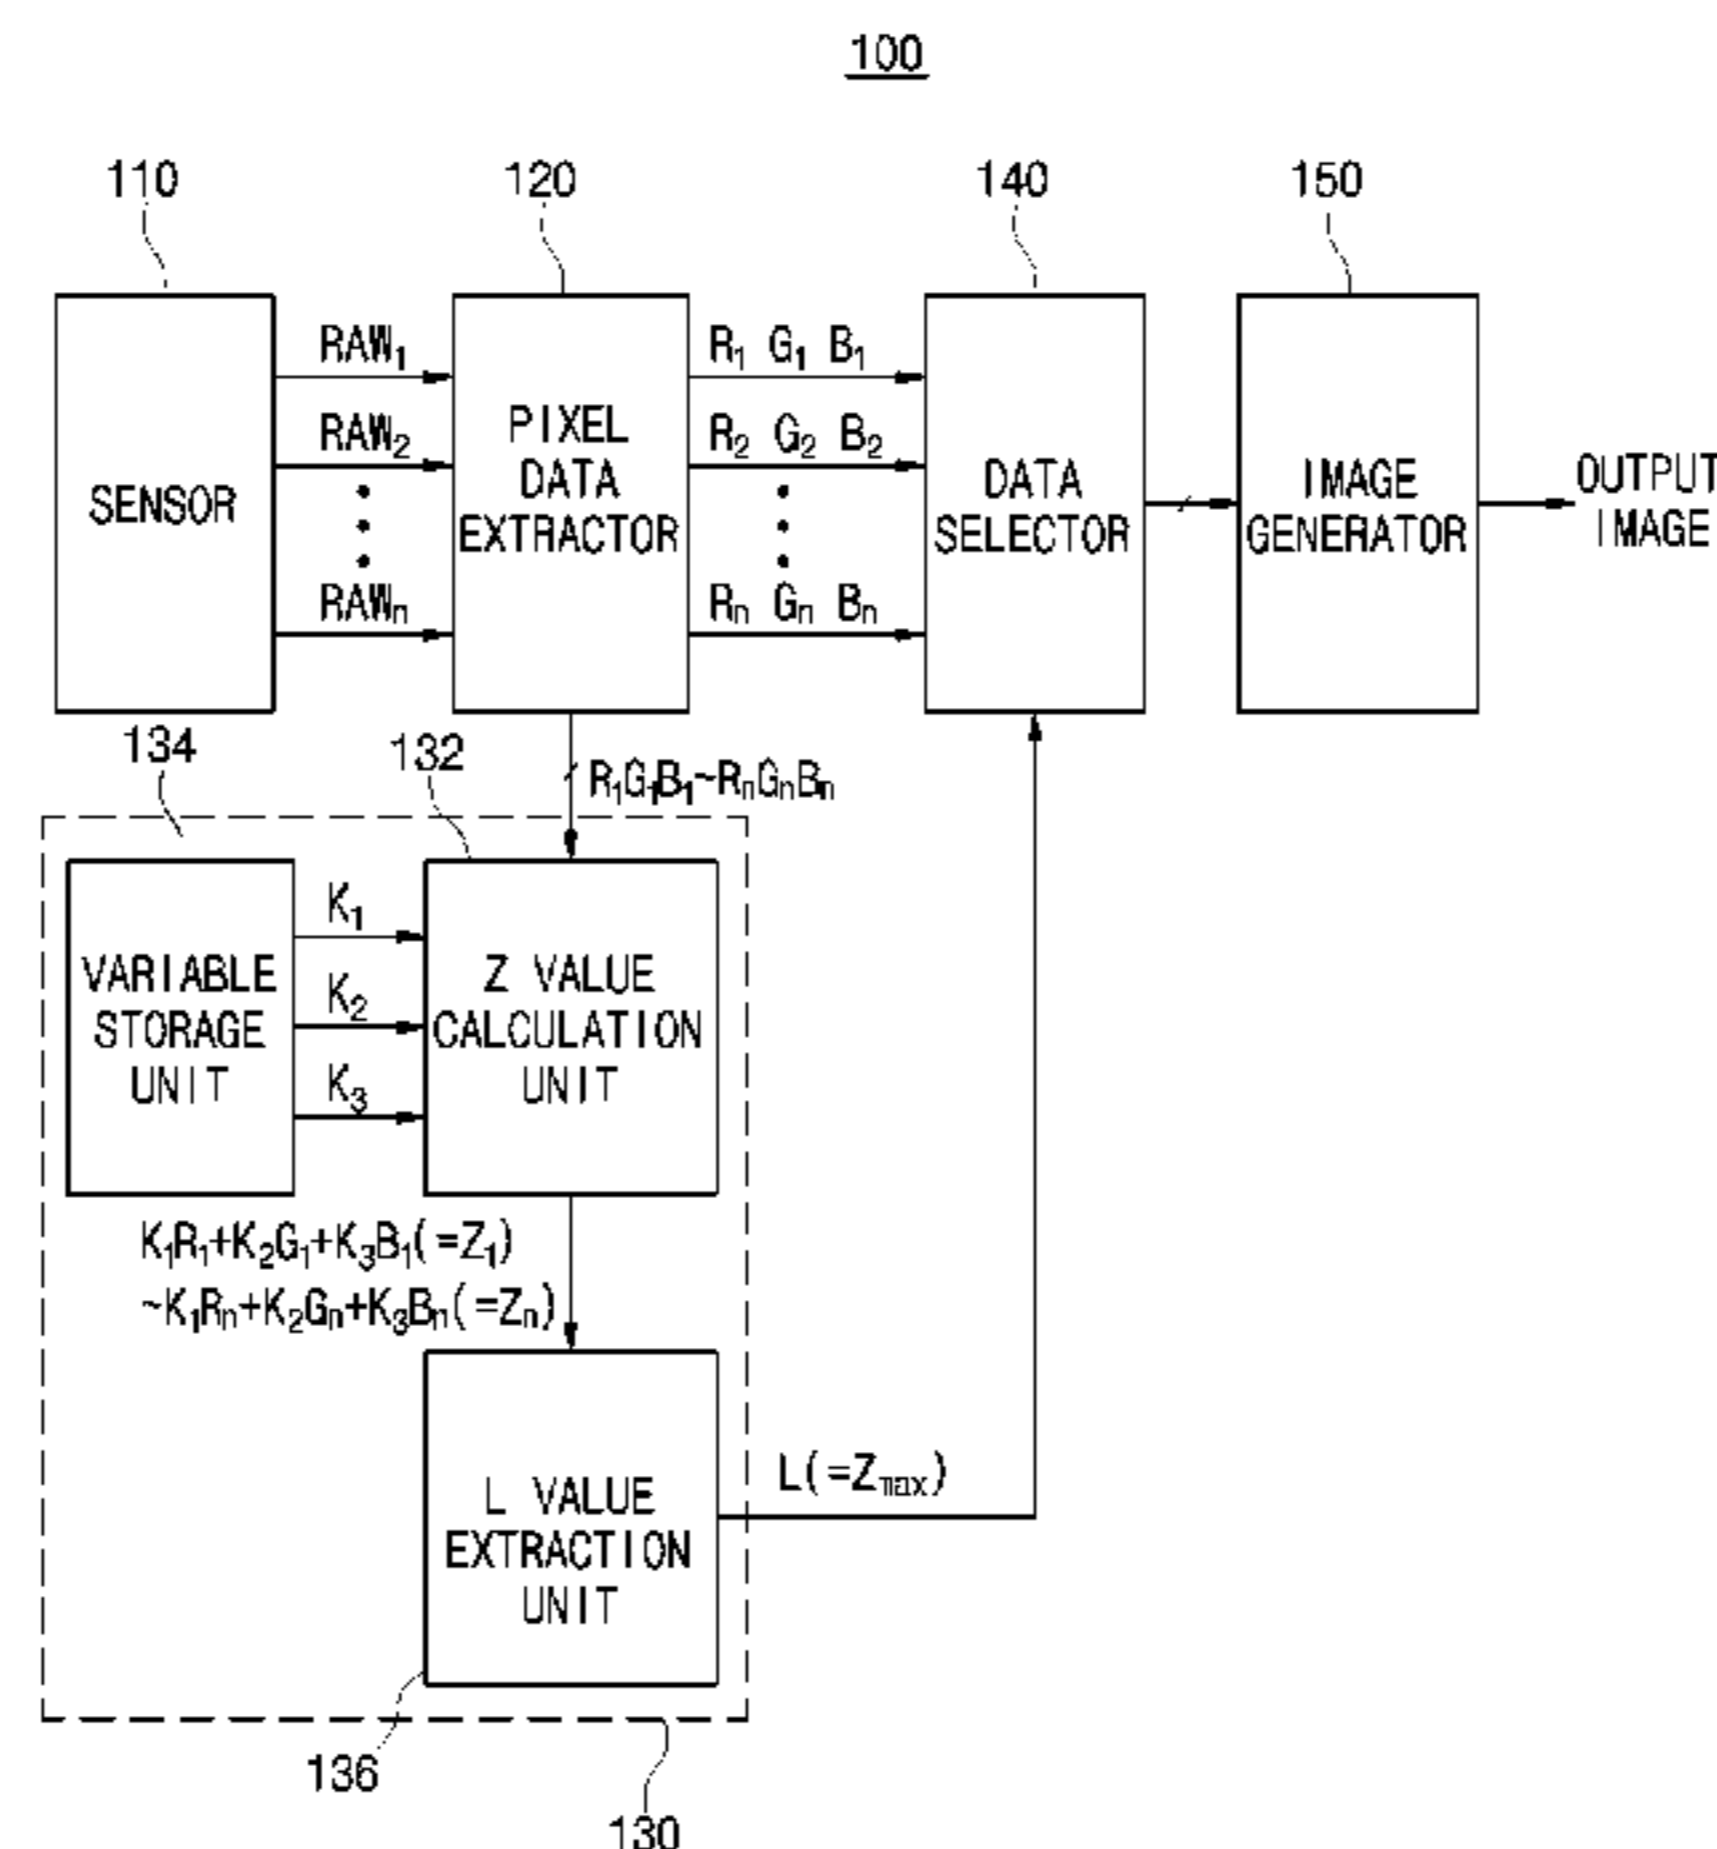 100
110
120
140
150
RAW1
RAW2
RAWn
SENSOR
PIXEL
DATA
EXTRACTOR
R1 G1 B1
R2 G2 B2
Rn Gn Bn
DATA
SELECTOR
IMAGE
GENERATOR
OUTPUT
IMAGE
134
132
R1G1B1~RnGnBn
VARIABLE
STORAGE
UNIT
K1
K2
K3
Z VALUE
CALCULATION
UNIT
K1R1+K2G1+K3B1(=Z1)
~K1Rn+K2Gn+K3Bn(=Zn)
L VALUE
EXTRACTION
UNIT
L(=Zmax)
136
130